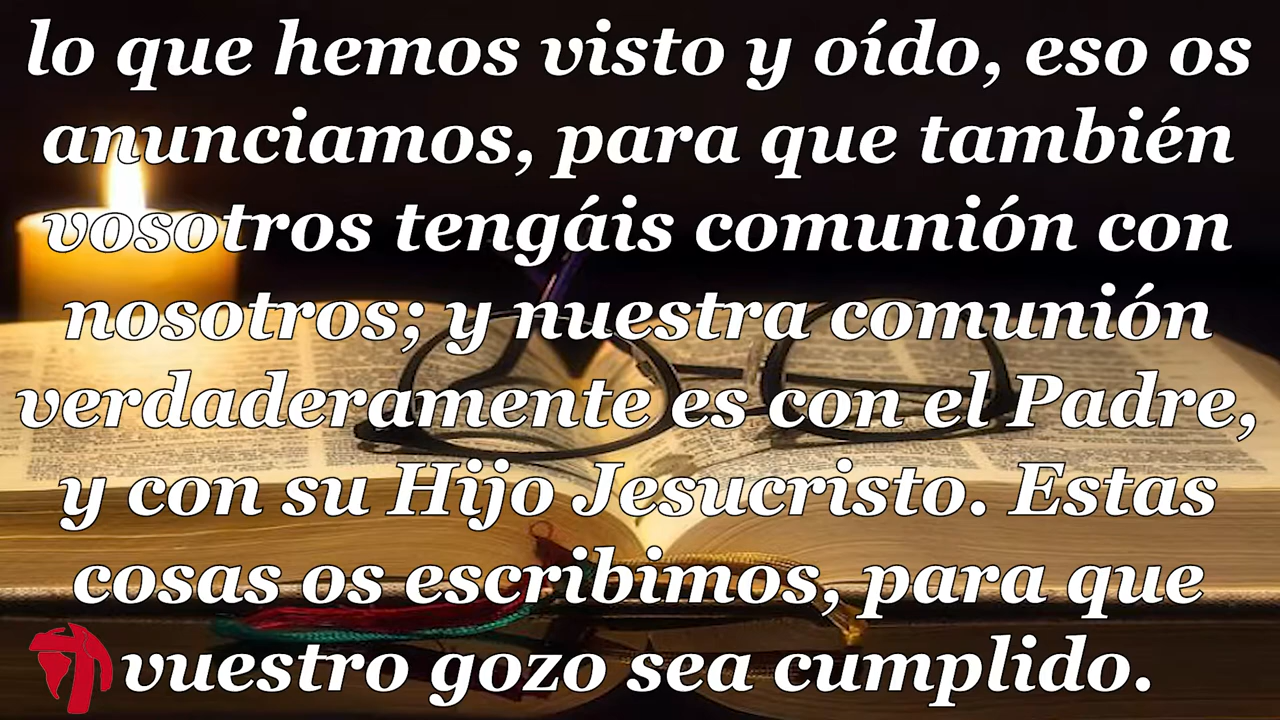 lo que hemos visto y oído, eso os
anunciamos, para que también
vosotros tengáis comunión con
nosotros; y nuestra comunión
verdaderamente es con el Padre,
y con su Hijo Jesucristo. Estas
cosas os escribimos, para que
vuestro gozo sea cumplido.